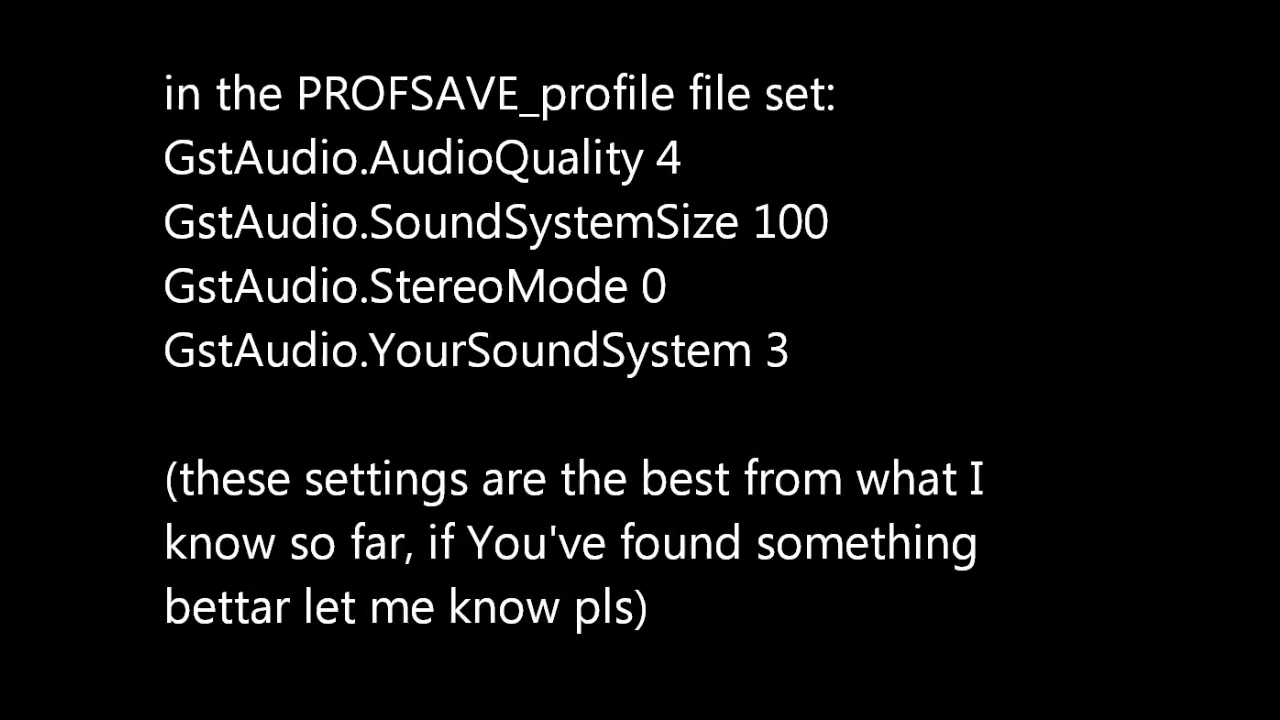 in the PROFSAVE_profile file set:
GstAudio.AudioQuality 4
GstAudio.SoundSystemSize 100
GstAudio.StereoMode 0
GstAudio.YourSoundSystem 3
(these settings are the best from what I
know so far, if You've found something
bettar let me know pls)